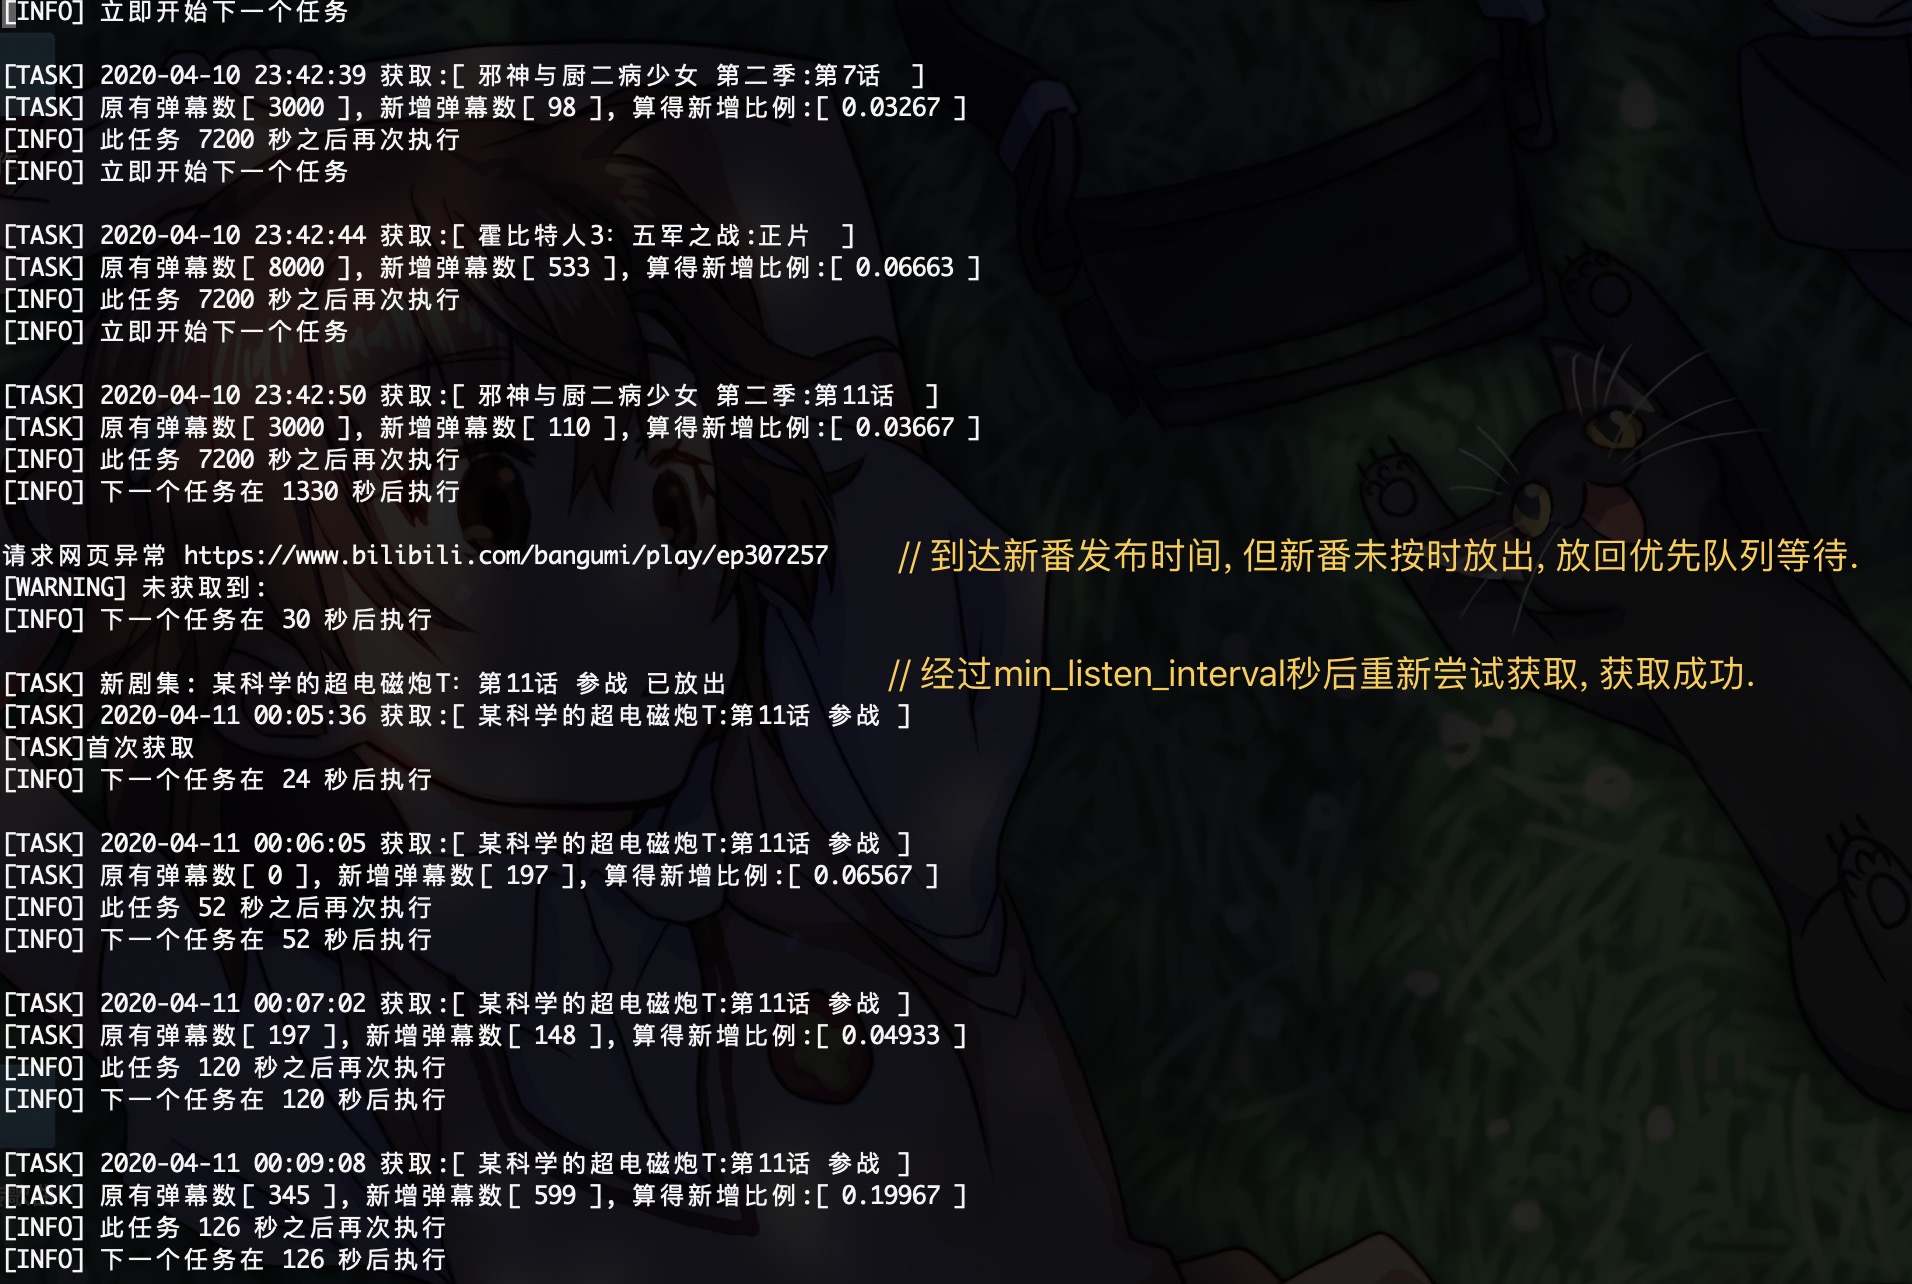 [INFO] 立即开始下一个任务
[TASK] 2020-04-10 23:42:39 获取:[ 邪神与厨二病少女 第二季:第7话  ]
[TASK] 原有弹幕数[ 3000 ], 新增弹幕数[ 98 ], 算得新增比例:[ 0.03267 ]
[INFO] 此任务 7200 秒之后再次执行
[INFO] 立即开始下一个任务
[TASK] 2020-04-10 23:42:44 获取:[ 霍比特人3: 五军之战:正片  ]
[TASK] 原有弹幕数[ 8000 ], 新增弹幕数[ 533 ], 算得新增比例:[ 0.06663 ]
[INFO] 此任务 7200 秒之后再次执行
[INFO] 立即开始下一个任务
[TASK] 2020-04-10 23:42:50 获取:[ 邪神与厨二病少女 第二季:第11话  ]
[TASK] 原有弹幕数[ 3000 ], 新增弹幕数[ 110 ], 算得新增比例:[ 0.03667 ]
[INFO] 此任务 7200 秒之后再次执行
[INFO] 下一个任务在 1330 秒后执行
请求网页异常 https://www.bilibili.com/bangumi/play/ep307257 // 到达新番发布时间, 但新番未按时放出, 放回优先队列等待.
[WARNING] 未获取到:
[INFO] 下一个任务在 30 秒后执行
[TASK] 新剧集: 某科学的超电磁炮T: 第11话 参战 已放出 // 经过min_listen_interval秒后重新尝试获取, 获取成功.
[TASK] 2020-04-11 00:05:36 获取:[ 某科学的超电磁炮T:第11话 参战 ]
[TASK]首次获取
[INFO] 下一个任务在 24 秒后执行
[TASK] 2020-04-11 00:06:05 获取:[ 某科学的超电磁炮T:第11话 参战 ]
[TASK] 原有弹幕数[ 0 ], 新增弹幕数[ 197 ], 算得新增比例:[ 0.06567 ]
[INFO] 此任务 52 秒之后再次执行
[INFO] 下一个任务在 52 秒后执行
[TASK] 2020-04-11 00:07:02 获取:[ 某科学的超电磁炮T:第11话 参战 ]
[TASK] 原有弹幕数[ 197 ], 新增弹幕数[ 148 ], 算得新增比例:[ 0.04933 ]
[INFO] 此任务 120 秒之后再次执行
[INFO] 下一个任务在 120 秒后执行
[TASK] 2020-04-11 00:09:08 获取:[ 某科学的超电磁炮T:第11话 参战 ]
[TASK] 原有弹幕数[ 345 ], 新增弹幕数[ 599 ], 算得新增比例:[ 0.19967 ]
[INFO] 此任务 126 秒之后再次执行
[INFO] 下一个任务在 126 秒后执行